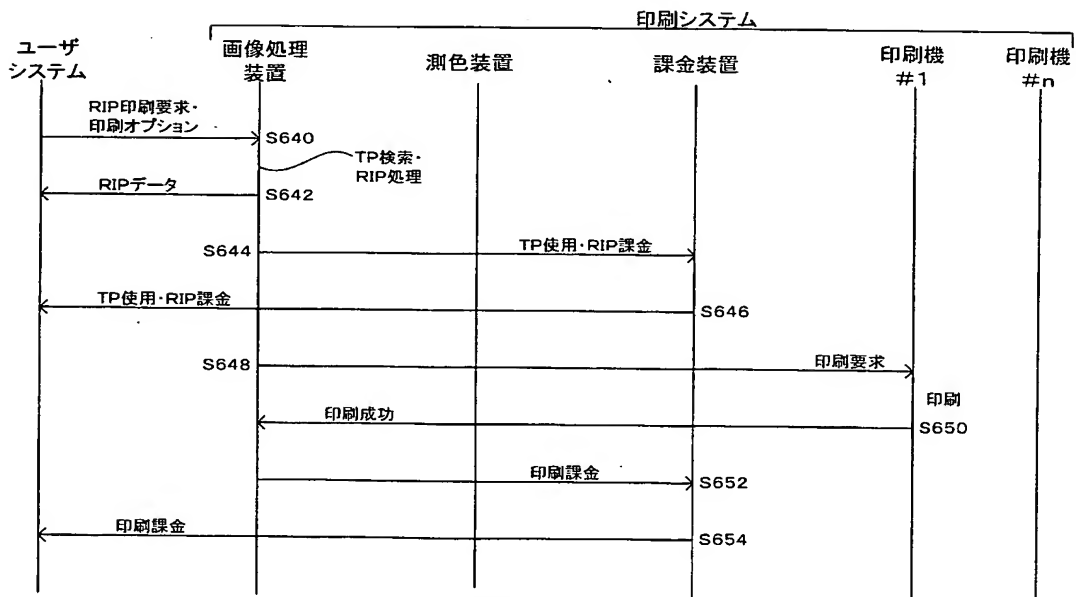 印刷システム
ユーザ
システム
画像処理
装置
測色装置
課金装置
印刷機
#1
印刷機
#n
RIP印刷要求・
印刷オプション
S640
TP検索・
RIP処理
RIPデータ
S642
S644
TP使用・RIP課金
TP使用・RIP課金
S646
S648
印刷要求
印刷
印刷成功
S650
印刷課金
S652
印刷課金
S654